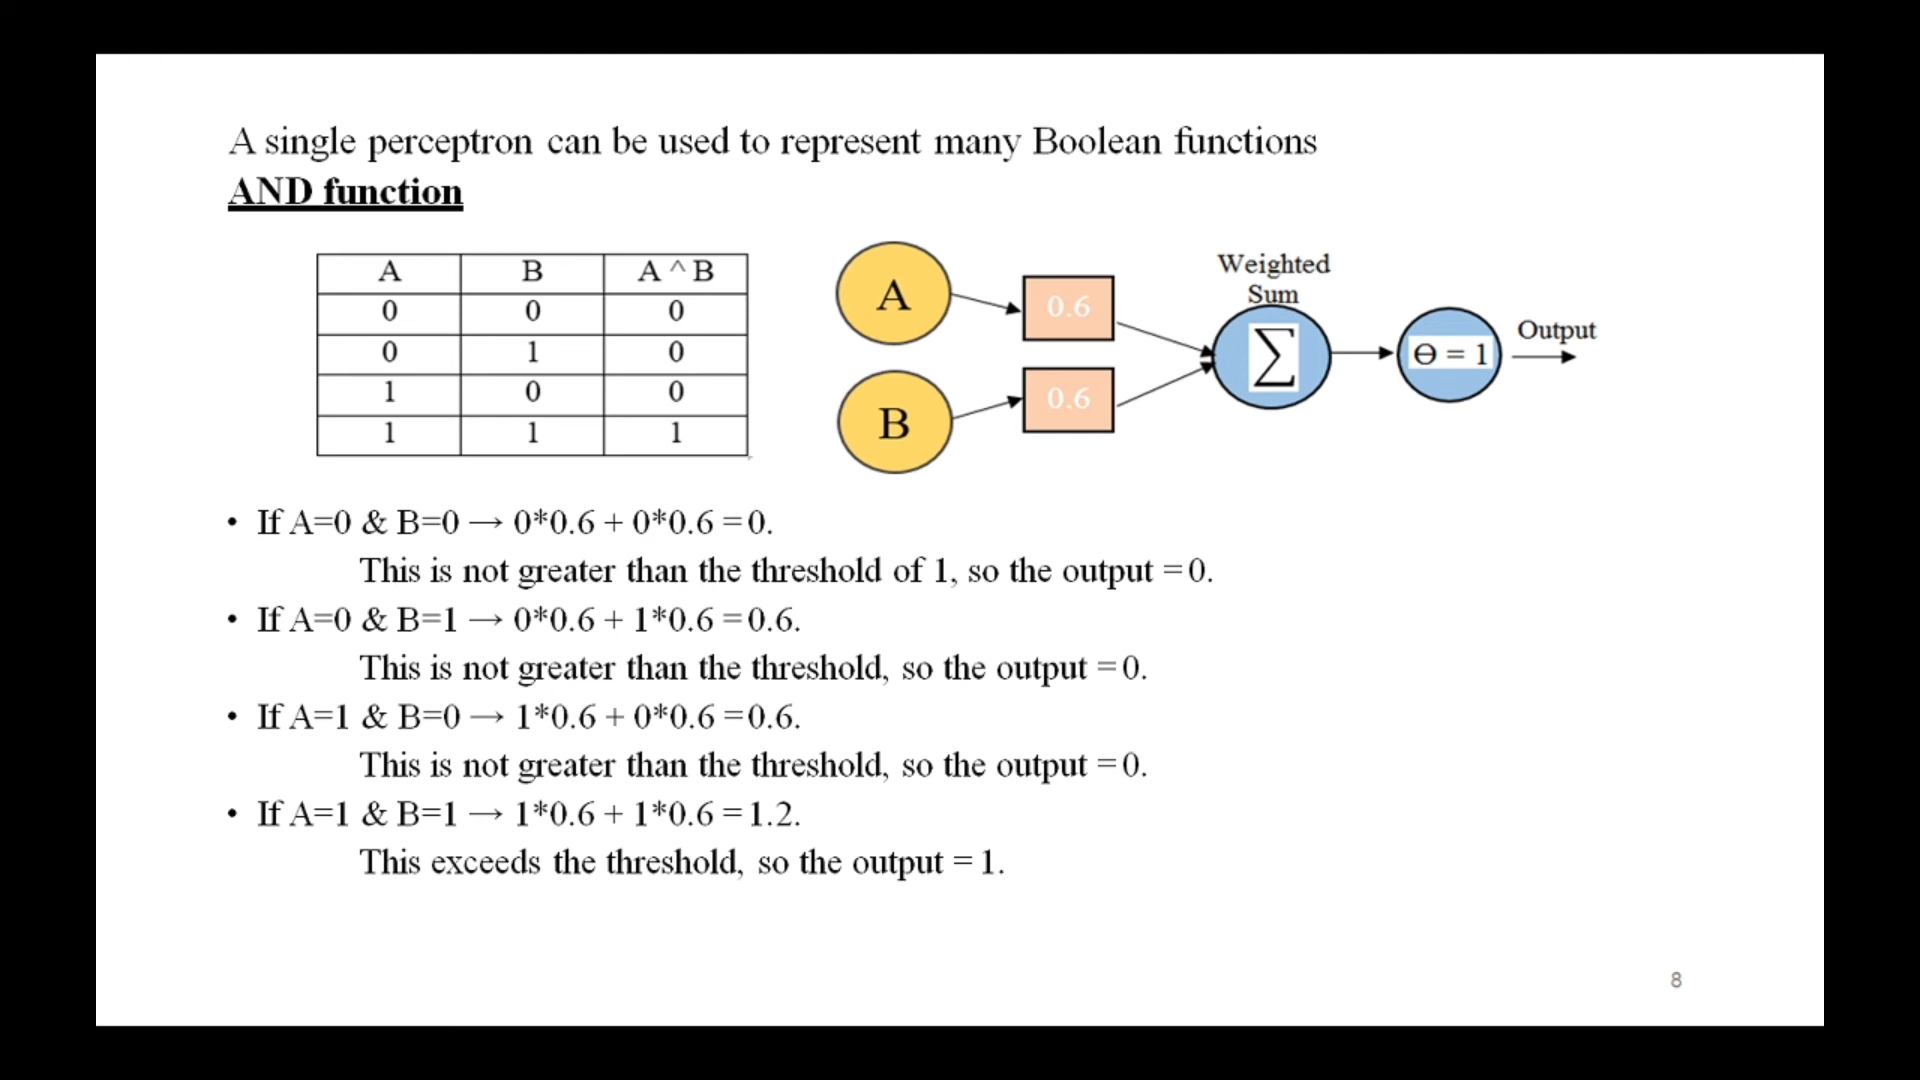 A single perceptron can be used to represent many Boolean functions
AND function
A B A ^ B
0 0 0
0 1 0
1 0 0
1 1 1
A
B
0.6
0.6
Weighted
Sum
∑
Ө = 1
Output
• If A=0 & B=0 → 0*0.6 + 0*0.6 = 0.
This is not greater than the threshold of 1, so the output = 0.
• If A=0 & B=1 → 0*0.6 + 1*0.6 = 0.6.
This is not greater than the threshold, so the output = 0.
• If A=1 & B=0 → 1*0.6 + 0*0.6 = 0.6.
This is not greater than the threshold, so the output = 0.
• If A=1 & B=1 → 1*0.6 + 1*0.6 = 1.2.
This exceeds the threshold, so the output = 1.
8